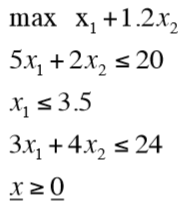 max x₁+1.2x₂
5x₁+2x₂ ≤ 20
x₁ ≤ 3.5
3x₁+4x₂ ≤ 24
x ≥ 0